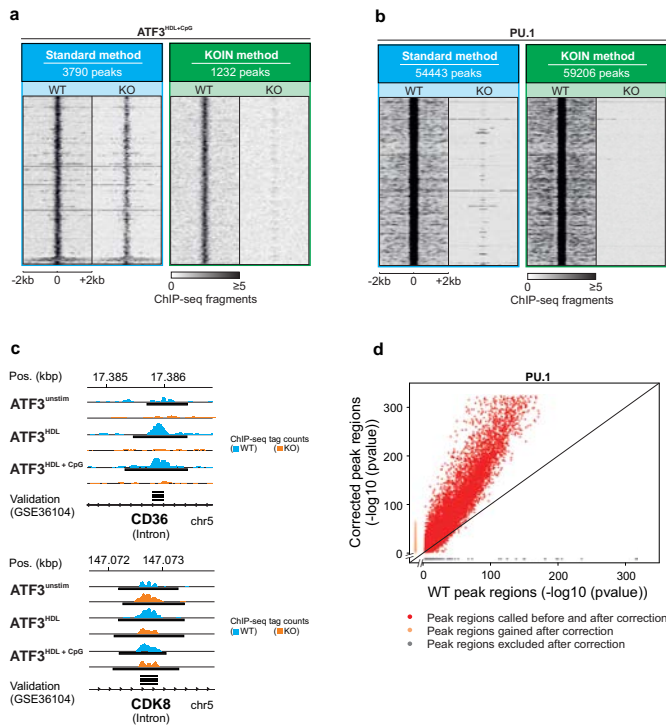 a
ATF3HDL+CpG
Standard method
3790 peaks
KOIN method
1232 peaks
WT KO WT KO
-2kb 0 +2kb
0 ≥5
ChIP-seq fragments
b
PU.1
Standard method
54443 peaks
KOIN method
59206 peaks
WT KO WT KO
-2kb 0 +2kb
0 ≥5
ChIP-seq fragments
c
Pos. (kbp) 17.385 17.386
ATF3unstim
ATF3HDL
ATF3HDL + CpG
ChIP-seq tag counts
( WT) ( KO)
Validation
(GSE36104)
CD36 chr5
(Intron)
Pos. (kbp) 147.072 147.073
ATF3unstim
ATF3HDL
ATF3HDL + CpG
ChIP-seq tag counts
( WT) ( KO)
Validation
(GSE36104)
CDK8 chr5
(Intron)
d
PU.1
Corrected peak regions
(-log10 (pvalue))
300
200
100
0
0 100 200 300
WT peak regions (-log10 (pvalue))
Peak regions called before and after correction
Peak regions gained after correction
Peak regions excluded after correction